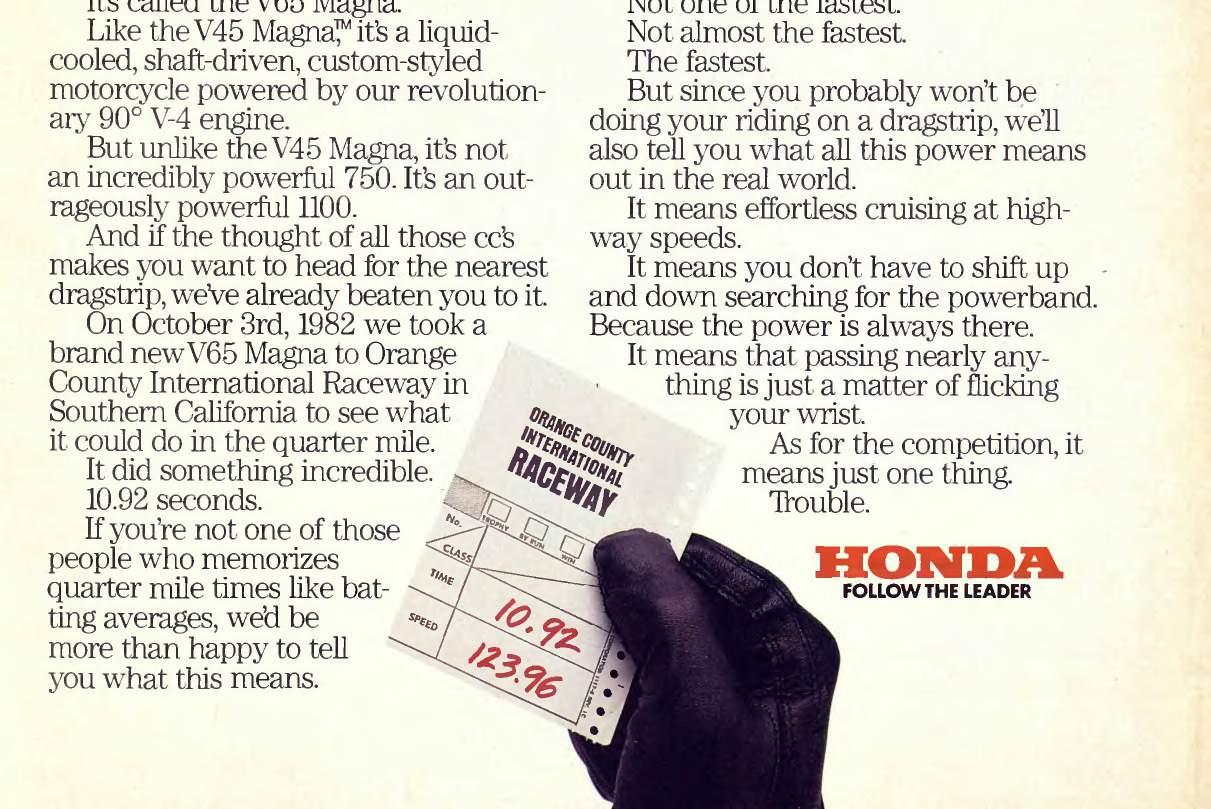 It's called the V65 Magna.
Like the V45 Magna,™ it's a liquid-
cooled, shaft-driven, custom-styled
motorcycle powered by our revolution-
ary 90° V-4 engine.
But unlike the V45 Magna, it's not
an incredibly powerful 750. It's an out-
rageously powerful 1100.
And if the thought of all those cc's
makes you want to head for the nearest
dragstrip, we've already beaten you to it.
On October 3rd, 1982 we took a
brand new V65 Magna to Orange
County International Raceway in
Southern California to see what
it could do in the quarter mile.
It did something incredible.
10.92 seconds.
If you're not one of those
people who memorizes
quarter mile times like bat-
ting averages, we'd be
more than happy to tell
you what this means.
Not one of the fastest.
Not almost the fastest.
The fastest.
But since you probably won't be
doing your riding on a dragstrip, we'll
also tell you what all this power means
out in the real world.
It means effortless cruising at high-
way speeds.
It means you don't have to shift up
and down searching for the powerband.
Because the power is always there.
It means that passing nearly any-
thing is just a matter of flicking
your wrist.
As for the competition, it
means just one thing.
Trouble.
ORANGE COUNTY
INTERNATIONAL
RACEWAY
No.
TROPHY
BY RUN
WIN
CLASS
TIME
10.92
SPEED
123.96
HONDA
FOLLOW THE LEADER